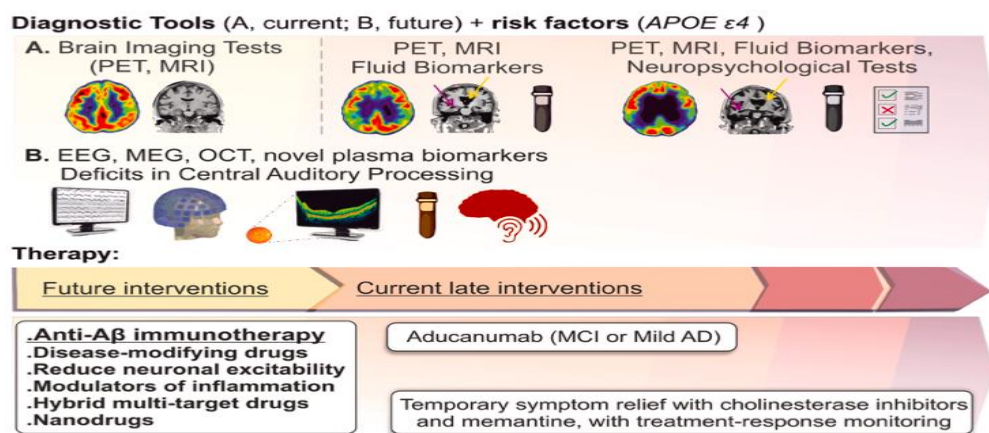 Diagnostic Tools (A, current; B, future) + risk factors (APOE ε4 )
A. Brain Imaging Tests
(PET, MRI)
PET, MRI
Fluid Biomarkers
PET, MRI, Fluid Biomarkers,
Neuropsychological Tests
B. EEG, MEG, OCT, novel plasma biomarkers
Deficits in Central Auditory Processing
Therapy:
Future interventions
Current late interventions
.Anti-Aβ immunotherapy
.Disease-modifying drugs
.Reduce neuronal excitability
.Modulators of inflammation
.Hybrid multi-target drugs
.Nanodrugs
Aducanumab (MCI or Mild AD)
Temporary symptom relief with cholinesterase inhibitors
and memantine, with treatment-response monitoring